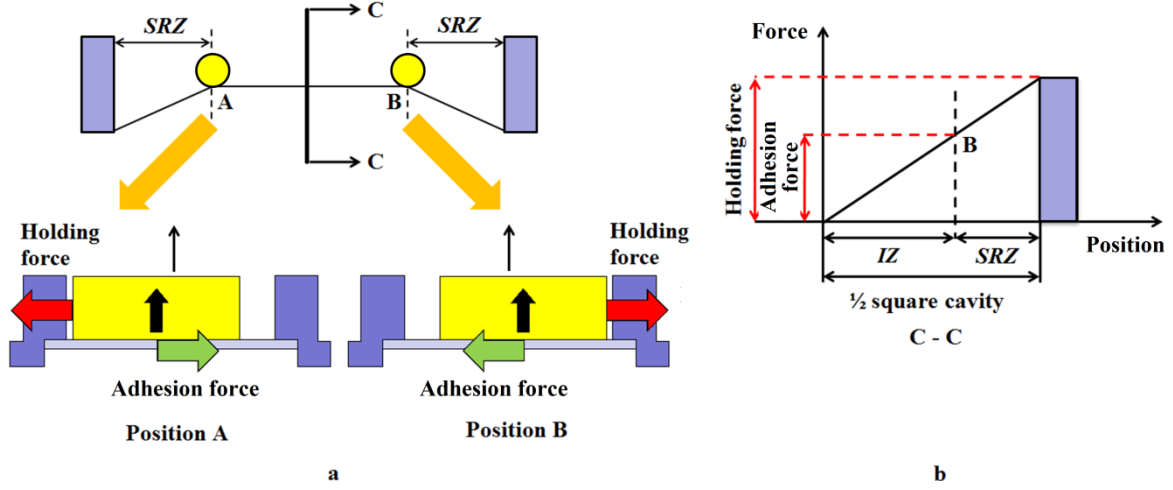 SRZ
C
SRZ
A
B
C
Holding
force
Adhesion force
Position A
Holding
force
Adhesion force
Position B
a
Force
Holding force
Adhesion
force
B
Position
IZ
SRZ
½ square cavity
C - C
b